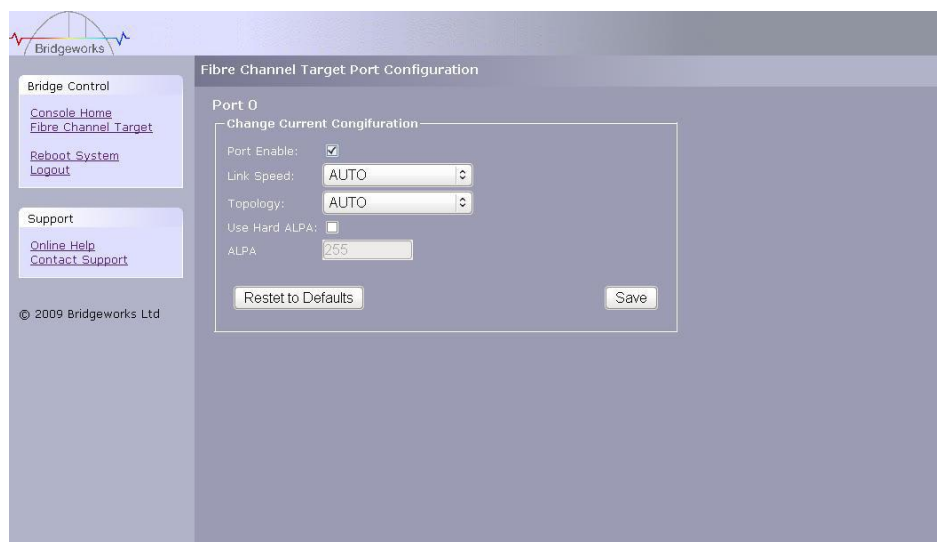 Bridgeworks
Bridge Control
Console Home
Fibre Channel Target
Reboot System
Logout
Support
Online Help
Contact Support
© 2009 Bridgeworks Ltd
Fibre Channel Target Port Configuration
Port 0
Change Current Congifuration
Port Enable:
Link Speed: AUTO
Topology: AUTO
Use Hard ALPA:
ALPA 255
Restet to Defaults Save